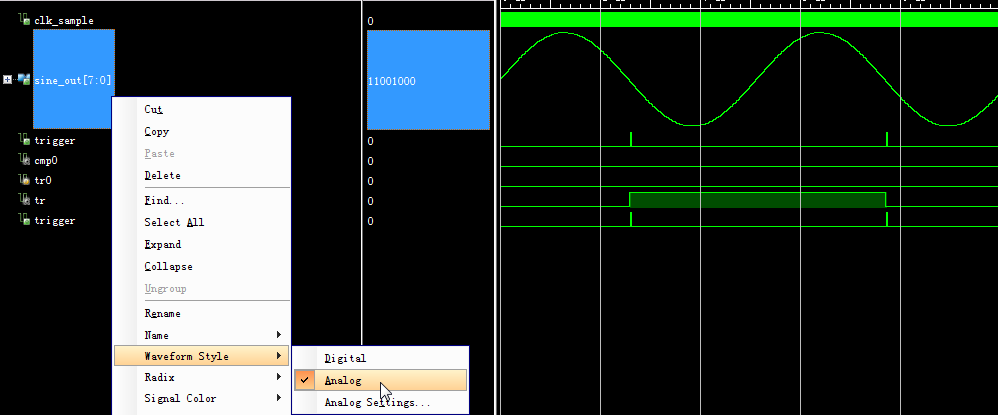 clk_sample 0
sine_out[7:0] 11001000
trigger 0
cmp0 0
tr0 0
tr 0
trigger 0
Cut
Copy
Paste
Delete
Find...
Select All
Expand
Collapse
Ungroup
Rename
Name
Waveform Style
Radix
Signal Color
Digital
Analog
Analog Settings...